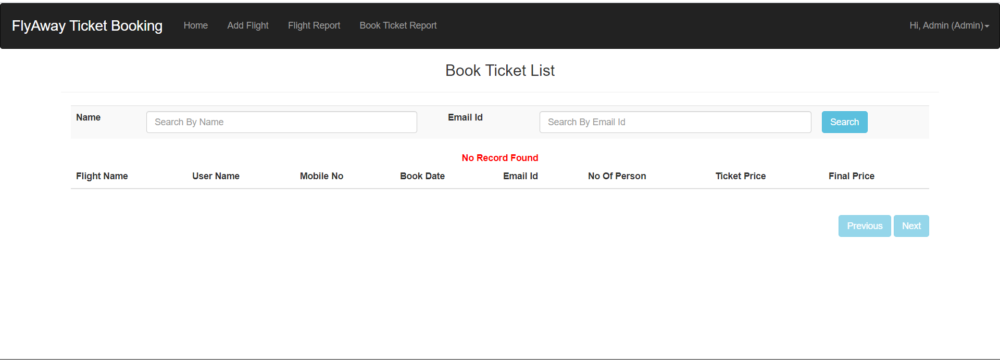 FlyAway Ticket Booking Home Add Flight Flight Report Book Ticket Report Hi, Admin (Admin)
Book Ticket List
Name Search By Name Email Id Search By Email Id Search
No Record Found
Flight Name User Name Mobile No Book Date Email Id No Of Person Ticket Price Final Price
Previous Next